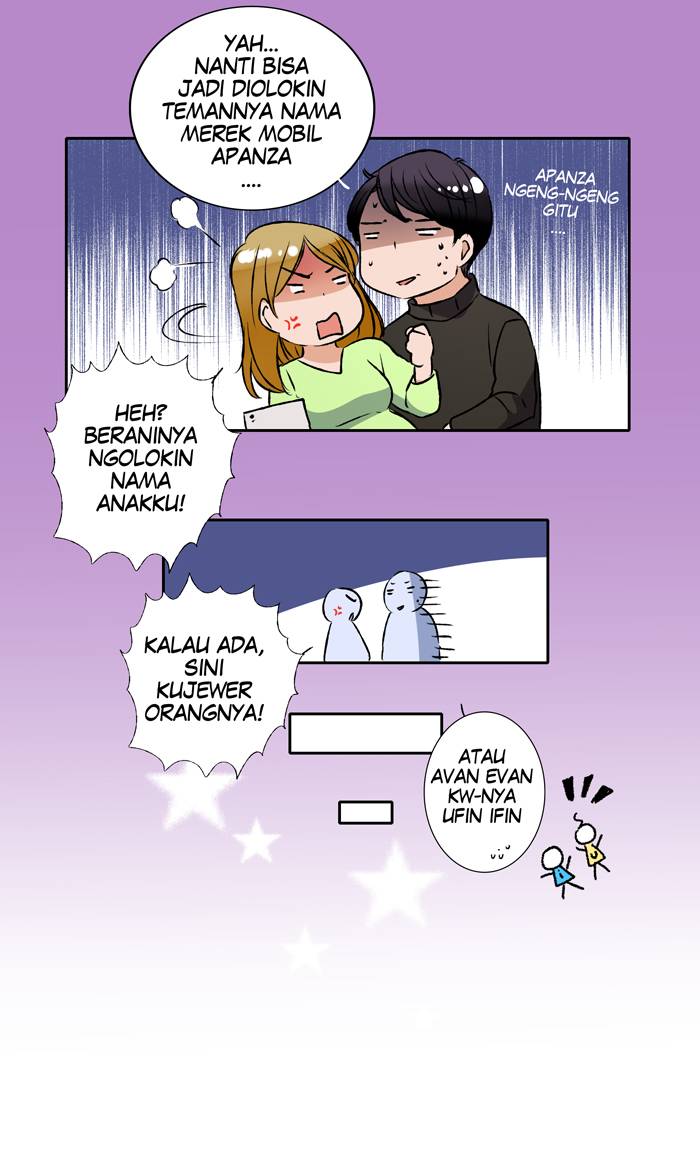 YAH...
NANTI BISA
JADI DIOLOKIN
TEMANNYA NAMA
MEREK MOBIL
APANZA
....
APANZA
NGENG-NGENG
GITU
....
HEH?
BERANINYA
NGOLOKIN
NAMA
ANAKKU!
KALAU ADA,
SINI
KUJEWER
ORANGNYA!
ATAU
AVAN EVAN
KW-NYA
UFIN IFIN